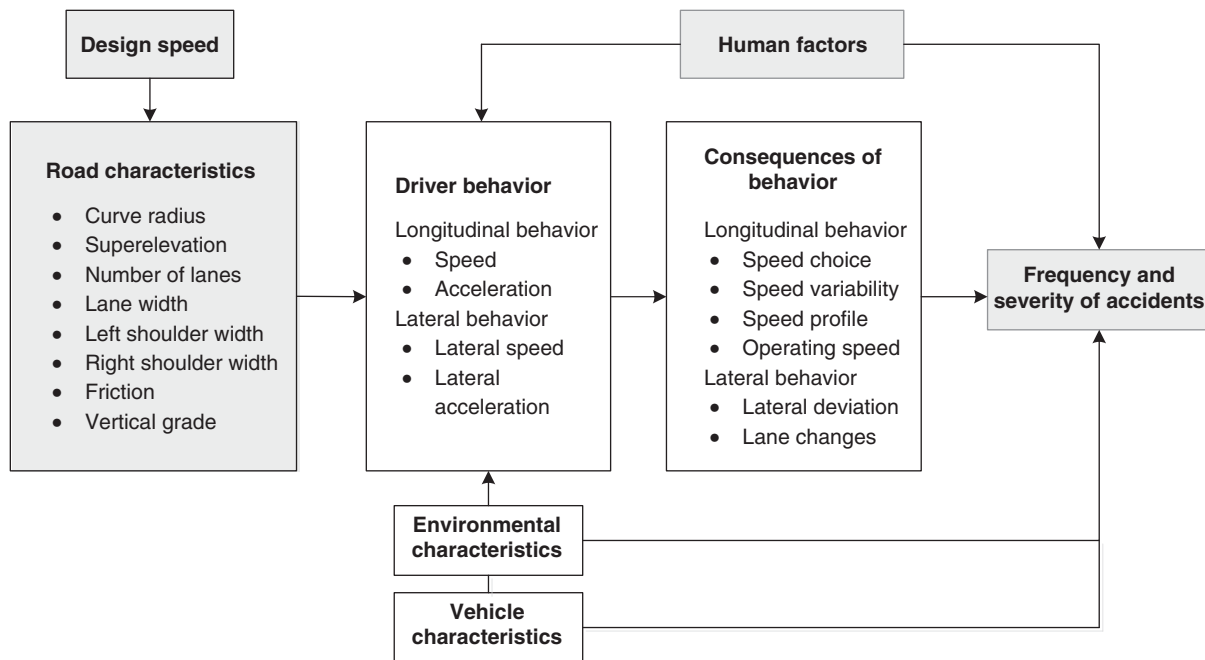 Design speed
Human factors
Road characteristics
• Curve radius
• Superelevation
• Number of lanes
• Lane width
• Left shoulder width
• Right shoulder width
• Friction
• Vertical grade
Driver behavior
Longitudinal behavior
• Speed
• Acceleration
Lateral behavior
• Lateral speed
• Lateral
acceleration
Consequences of
behavior
Longitudinal behavior
• Speed choice
• Speed variability
• Speed profile
• Operating speed
Lateral behavior
• Lateral deviation
• Lane changes
Frequency and
severity of accidents
Environmental
characteristics
Vehicle
characteristics